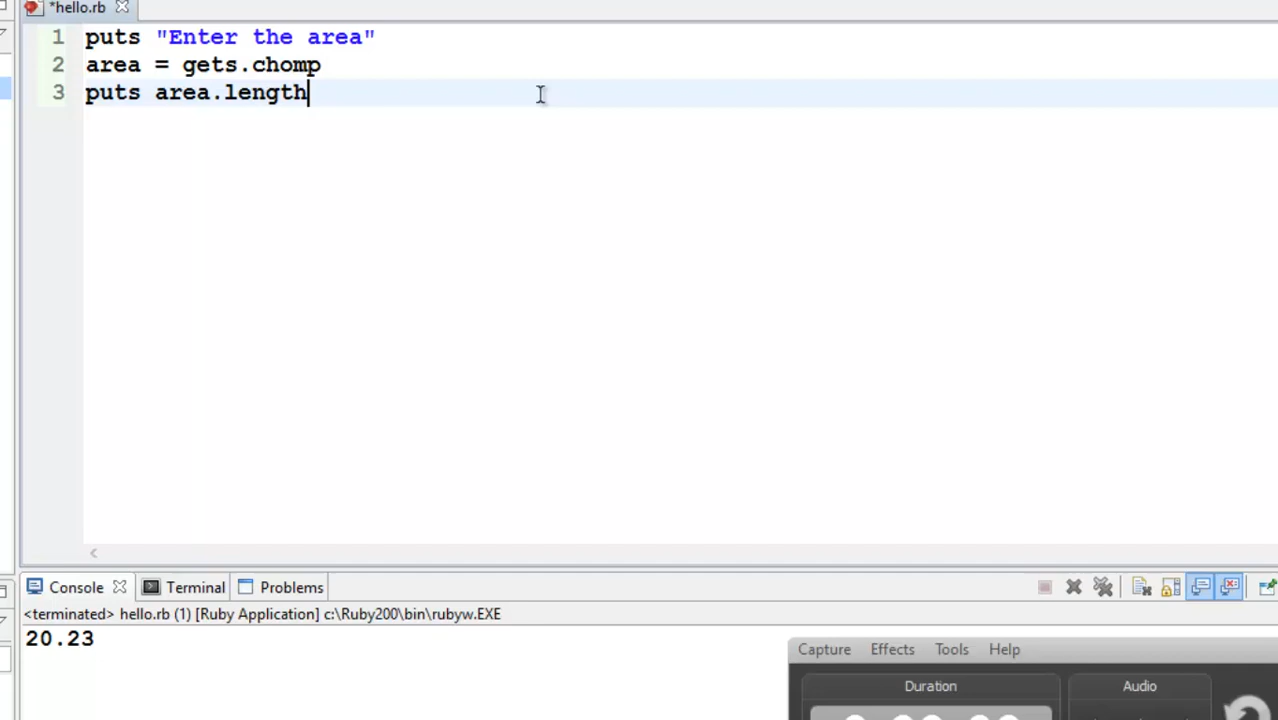 *hello.rb
1 puts "Enter the area"
2 area = gets.chomp
3 puts area.length
Console Terminal Problems
<terminated> hello.rb (1) [Ruby Application] c:\Ruby200\bin\rubyw.EXE
20.23
Capture Effects Tools Help
Duration Audio